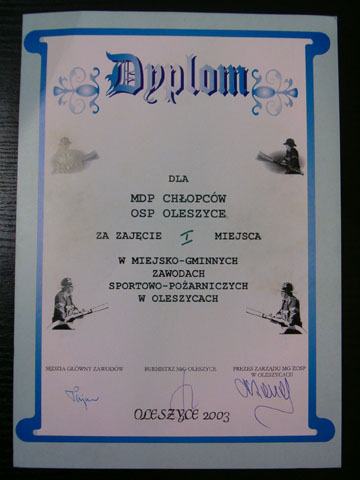 Dyplom
DLA
MDP CHŁOPCÓW
OSP OLESZYCE
ZA ZAJĘCIE I MIEJSCA
W MIEJSKO-GMINNYCH
ZAWODACH
SPORTOWO-POŻARNICZYCH
W OLESZYCACH
SĘDZIA GŁÓWNY ZAWODÓW
BURMISTRZ MiG OLESZYCE
PREZES ZARZĄDU MG ZOSP
W OLESZYCACH
OLESZYCE 2003